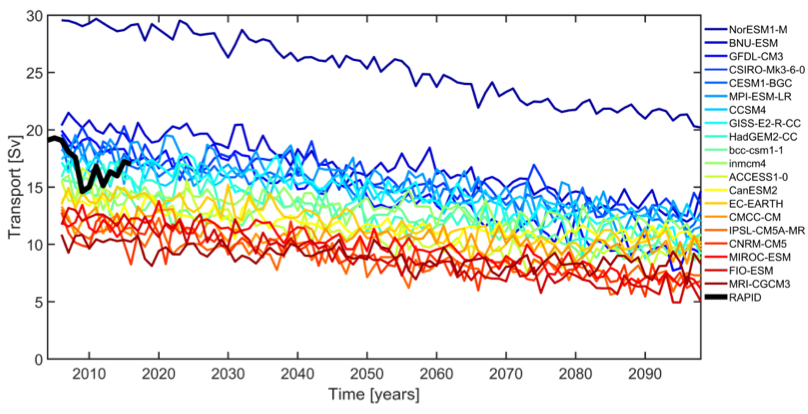 Transport [Sv]
30
25
20
15
10
5
0
2010 2020 2030 2040 2050 2060 2070 2080 2090
Time [years]
NorESM1-M
BNU-ESM
GFDL-CM3
CSIRO-Mk3-6-0
CESM1-BGC
MPI-ESM-LR
CCSM4
GISS-E2-R-CC
HadGEM2-CC
bcc-csm1-1
inmcm4
ACCESS1-0
CanESM2
EC-EARTH
CMCC-CM
IPSL-CM5A-MR
CNRM-CM5
MIROC-ESM
FIO-ESM
MRI-CGCM3
RAPID